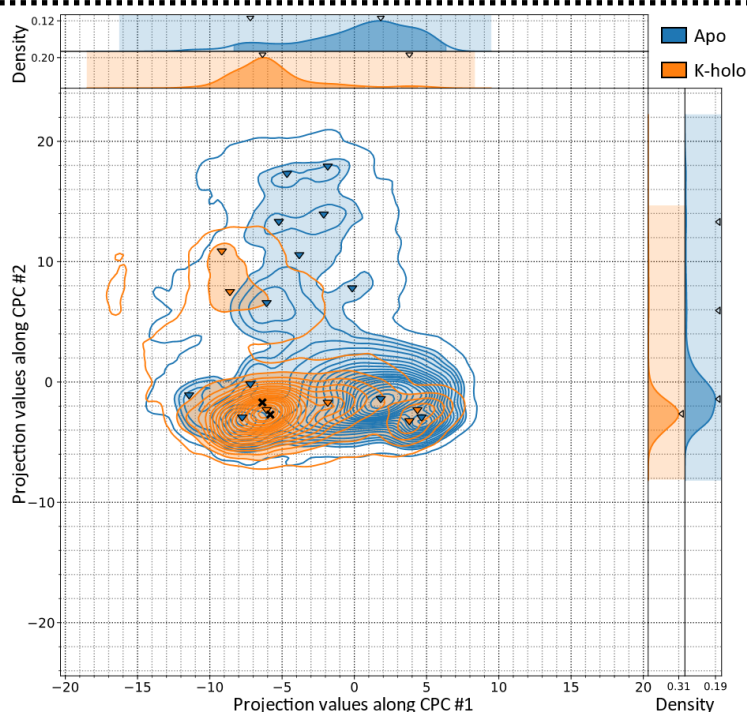 0.12
Density
0.20
Density
Apo
K-holo
20
10
0
−10
−20
Projection values along CPC #2
−20 −15 −10 −5 0 5 10 15 20
0.31 0.19
Projection values along CPC #1
Density